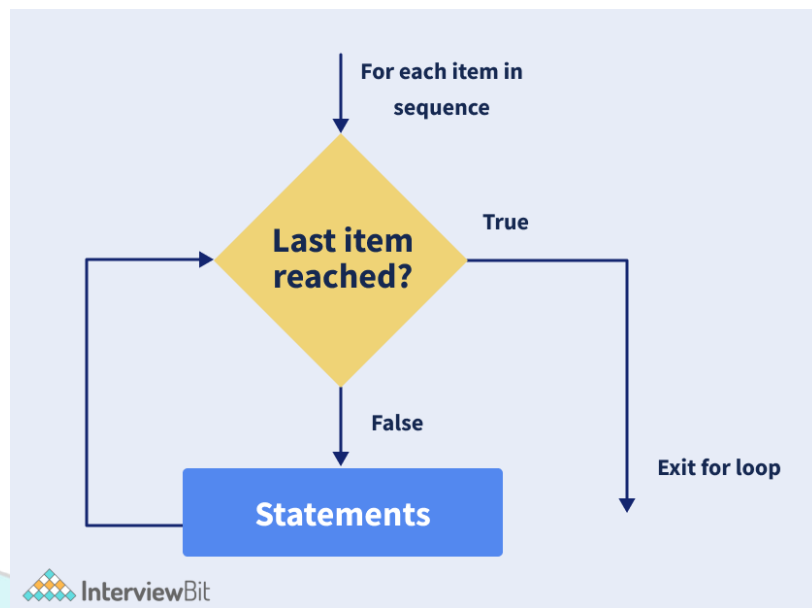 For each item in
sequence
Last item
reached?
True
False
Statements
Exit for loop
InterviewBit